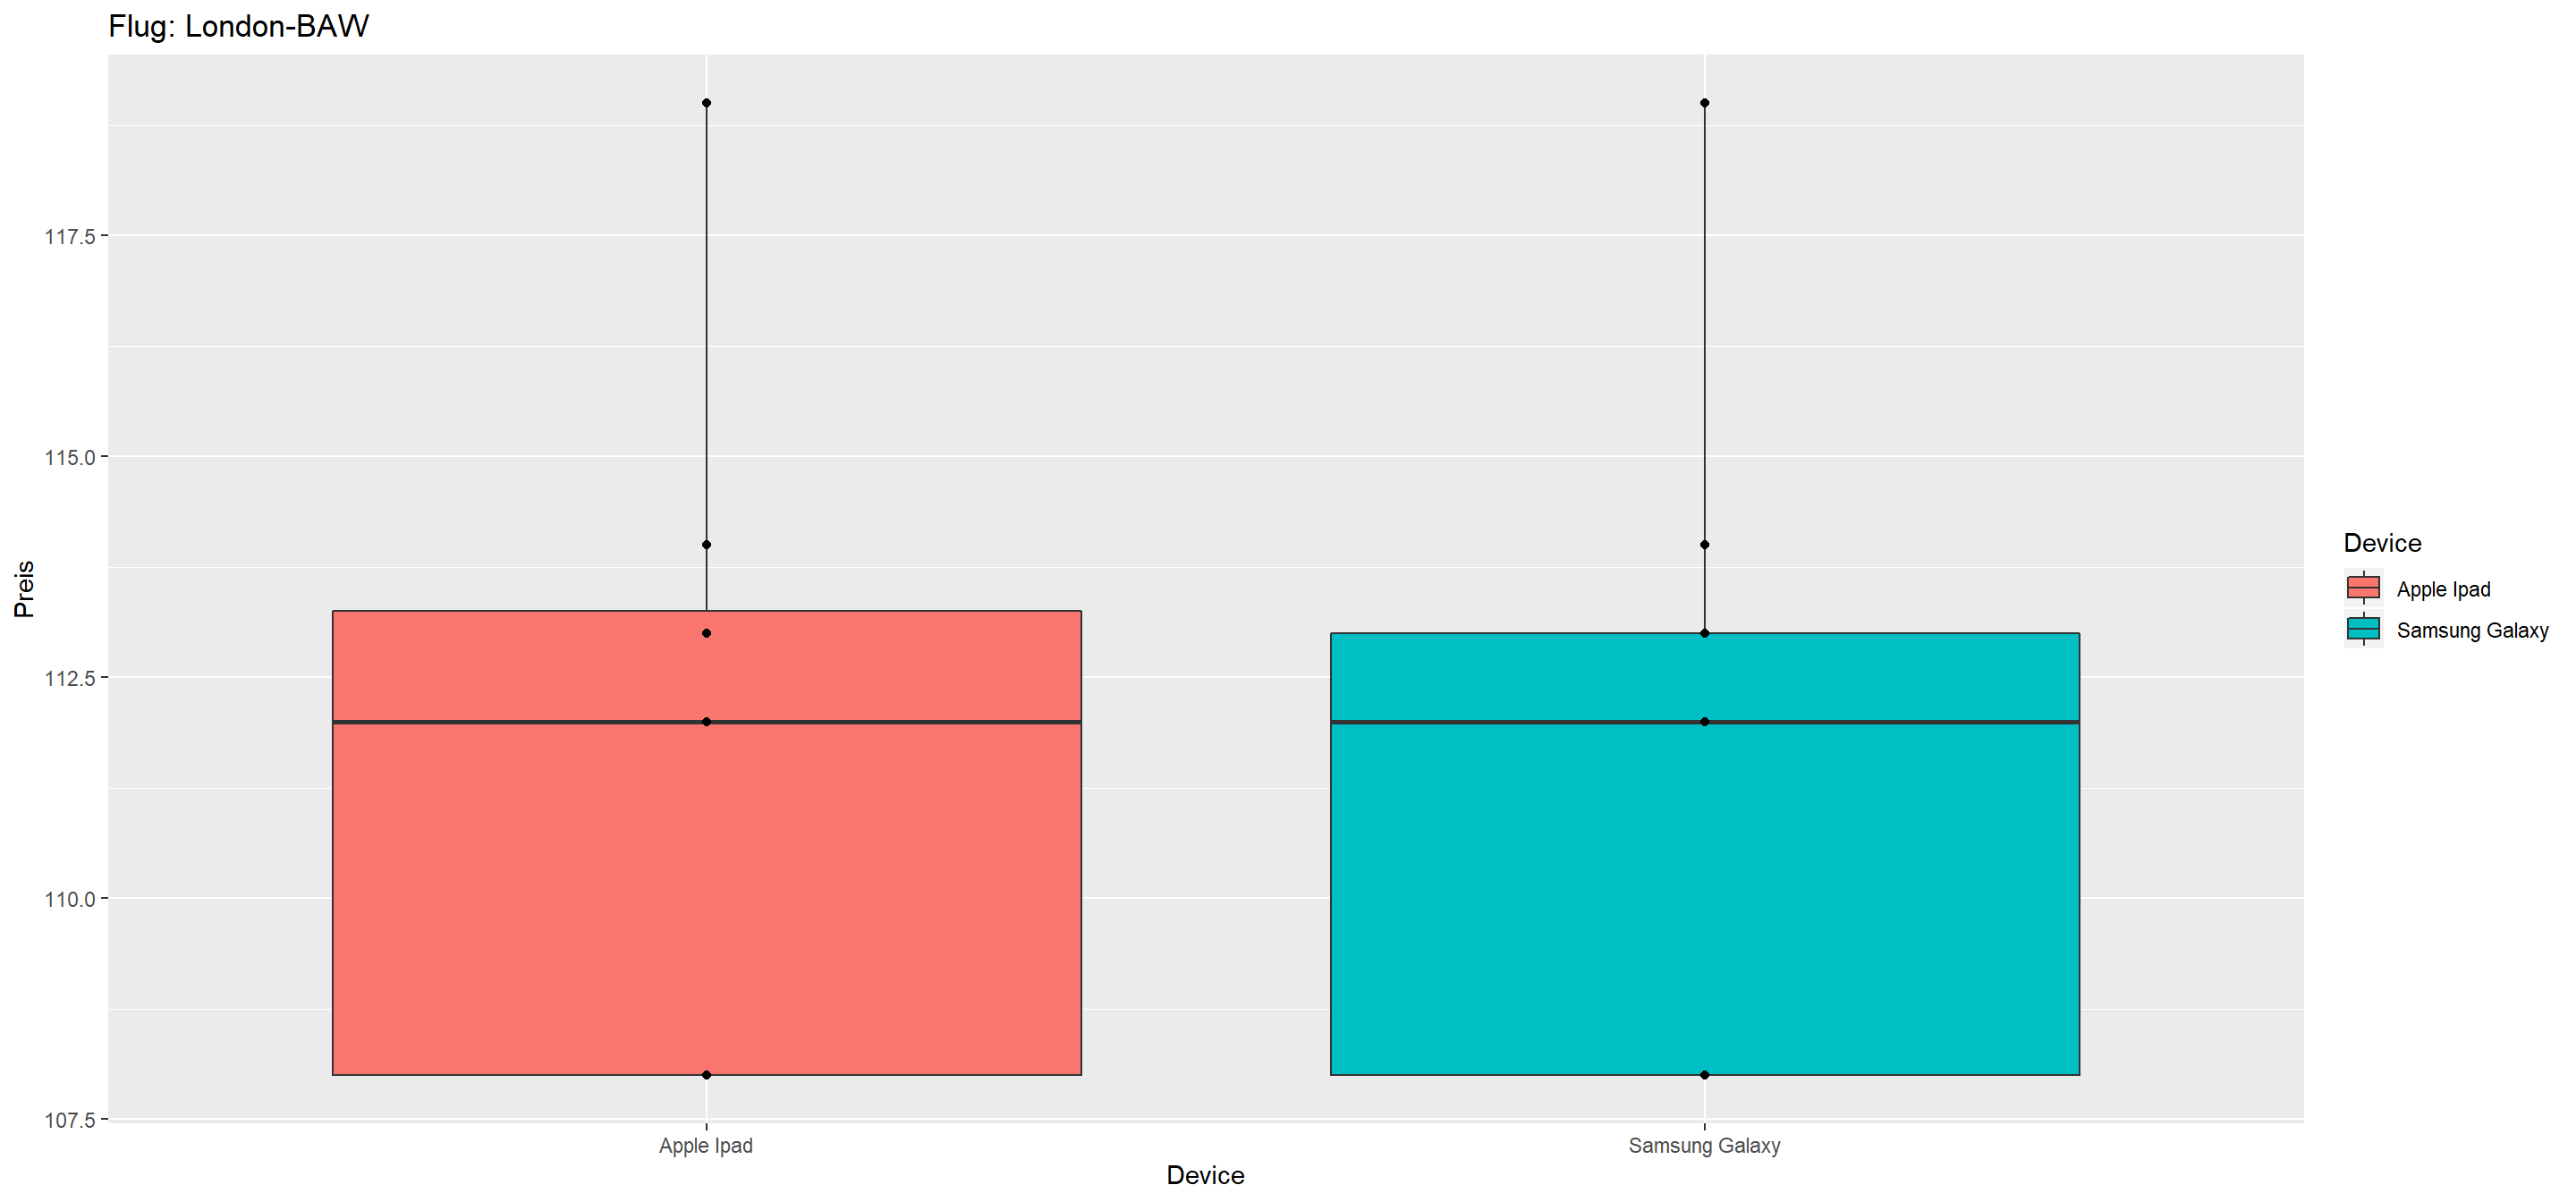 Flug: London-BAW
Preis
117.5
115.0
112.5
110.0
107.5
Apple Ipad
Samsung Galaxy
Device
Device
Apple Ipad
Samsung Galaxy